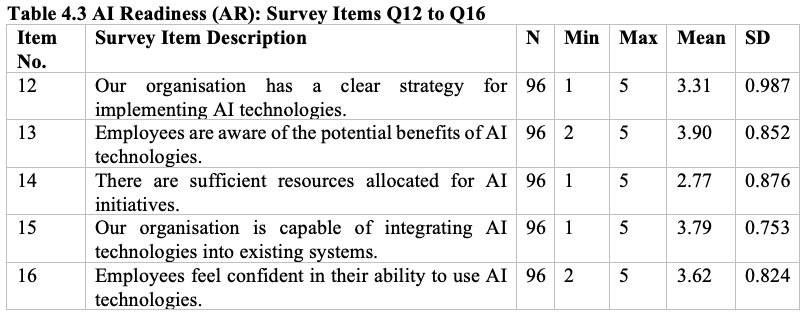 Table 4.3 AI Readiness (AR): Survey Items Q12 to Q16
Item No. Survey Item Description N Min Max Mean SD
12 Our organisation has a clear strategy for 96 1 5 3.31 0.987
implementing AI technologies.
13 Employees are aware of the potential benefits of AI 96 2 5 3.90 0.852
technologies.
14 There are sufficient resources allocated for AI 96 1 5 2.77 0.876
initiatives.
15 Our organisation is capable of integrating AI 96 1 5 3.79 0.753
technologies into existing systems.
16 Employees feel confident in their ability to use AI 96 2 5 3.62 0.824
technologies.